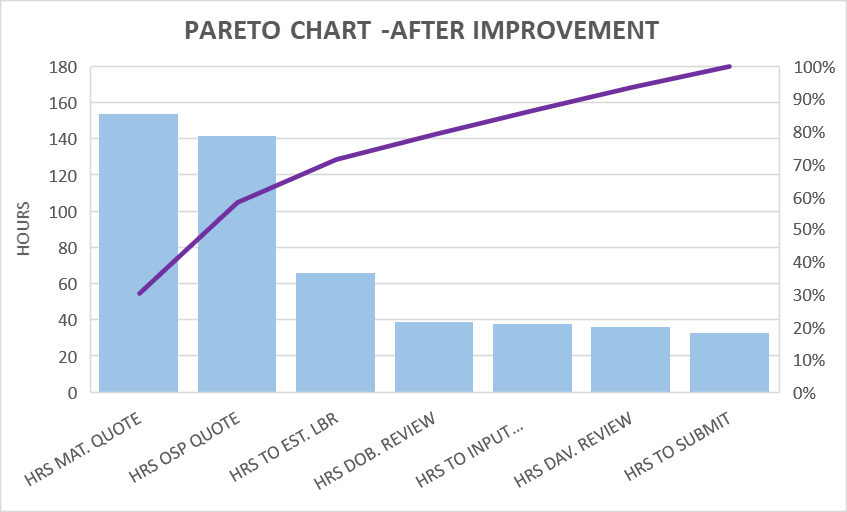 PARETO CHART -AFTER IMPROVEMENT
180
160
140
120
100
80
60
40
20
0
HOURS
100%
90%
80%
70%
60%
50%
40%
30%
20%
10%
0%
HRS MAT. QUOTE
HRS OSP QUOTE
HRS TO EST. LBR
HRS DOB. REVIEW
HRS TO INPUT...
HRS DAV. REVIEW
HRS TO SUBMIT